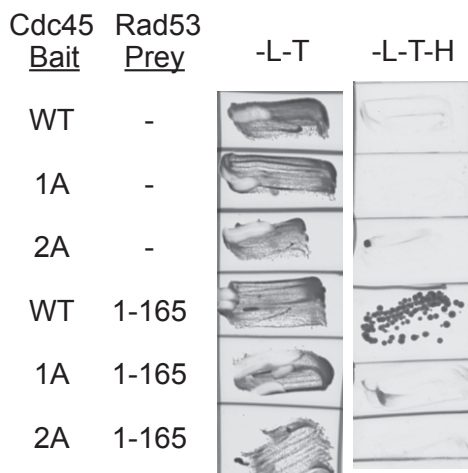 Cdc45 Rad53
Bait Prey -L-T -L-T-H
WT -
1A -
2A -
WT 1-165
1A 1-165
2A 1-165